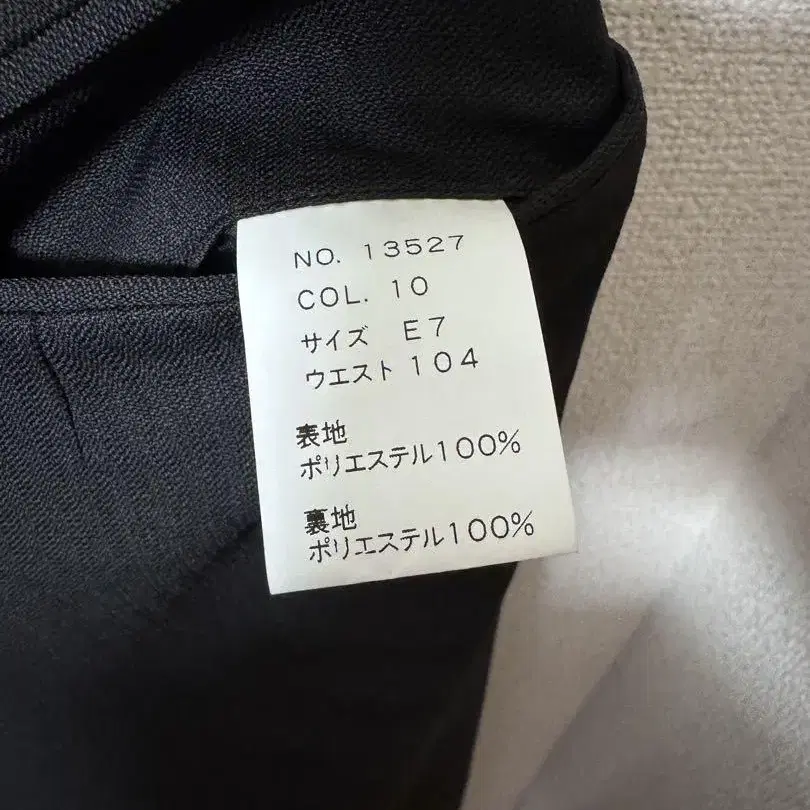 NO. 13527
COL. 10
サイズ E7
ウエスト 104
表地
ポリエステル100%
裏地
ポリエステル100%